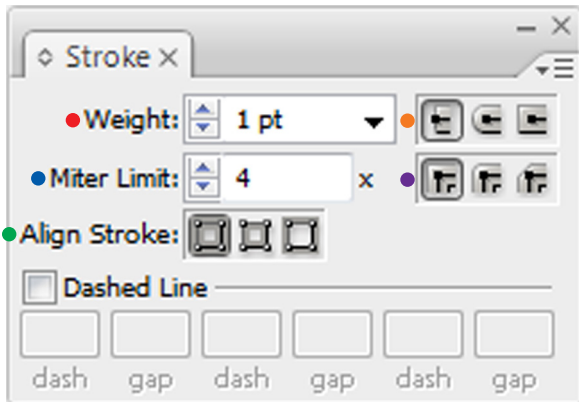 Stroke
Weight: 1 pt
Miter Limit: 4 x
Align Stroke:
Dashed Line
dash gap dash gap dash gap